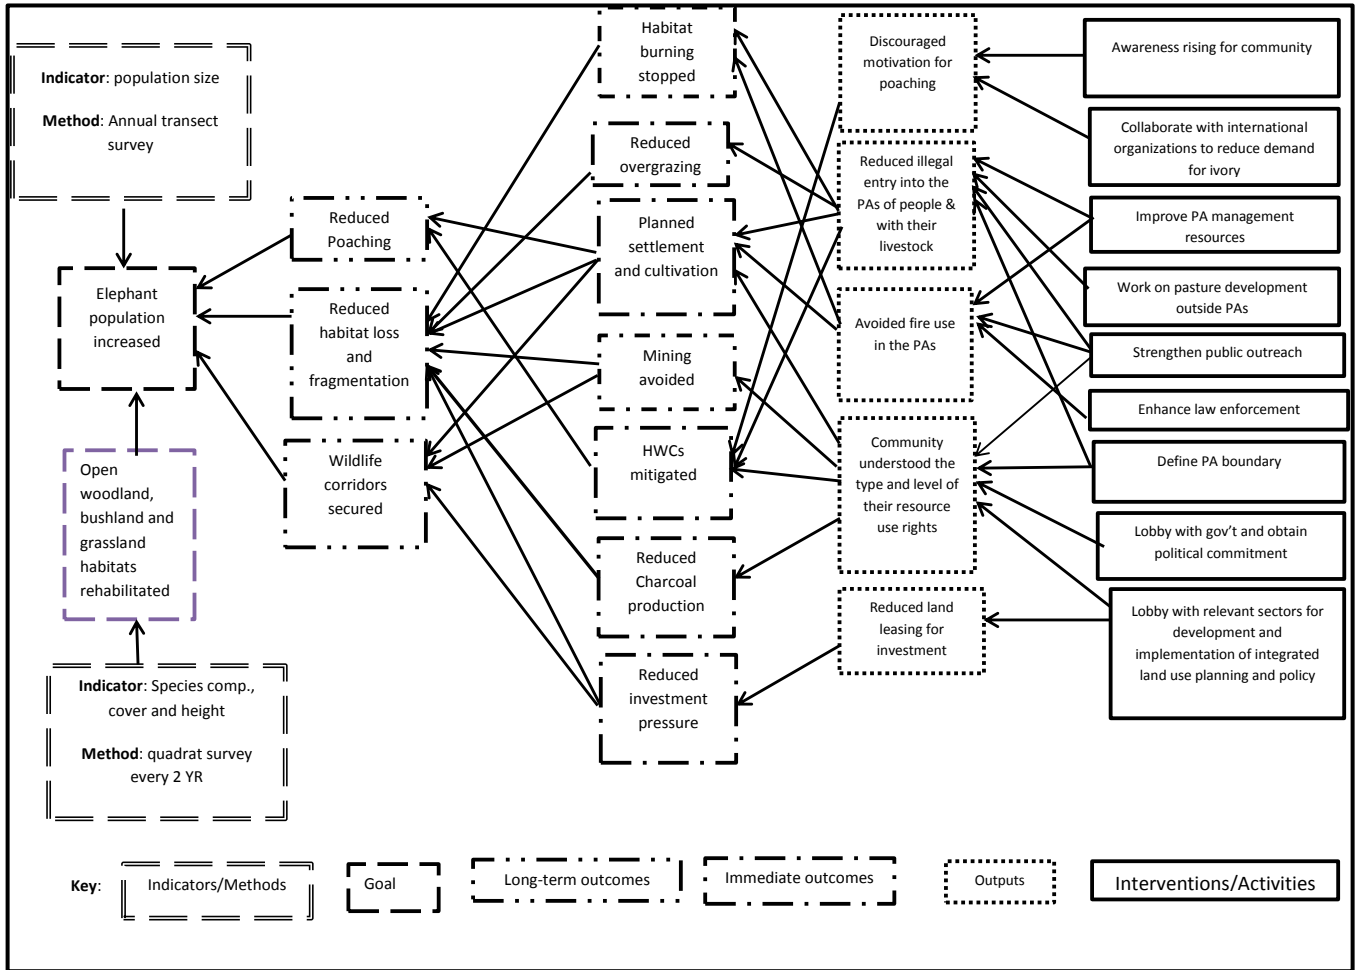 Indicator: population size
Method: Annual transect
survey
Elephant
population
increased
Open
woodland,
bushland and
grassland
habitats
rehabilitated
Indicator: Species comp.,
cover and height
Method: quadrat survey
every 2 YR
Reduced
Poaching
Reduced
habitat loss
and
fragmentation
Wildlife
corridors
secured
Habitat
burning
stopped
Reduced
overgrazing
Planned
settlement
and cultivation
Mining
avoided
HWCs
mitigated
Reduced
Charcoal
production
Reduced
investment
pressure
Discouraged
motivation for
poaching
Reduced illegal
entry into the
PAs of people &
with their
livestock
Avoided fire use
in the PAs
Community
understood the
type and level of
their resource
use rights
Reduced land
leasing for
investment
Awareness rising for community
Collaborate with international
organizations to reduce demand
for ivory
Improve PA management
resources
Work on pasture development
outside PAs
Strengthen public outreach
Enhance law enforcement
Define PA boundary
Lobby with gov’t and obtain
political commitment
Lobby with relevant sectors for
development and
implementation of integrated
land use planning and policy
Key:
Indicators/Methods
Goal
Long-term outcomes
Immediate outcomes
Outputs
Interventions/Activities